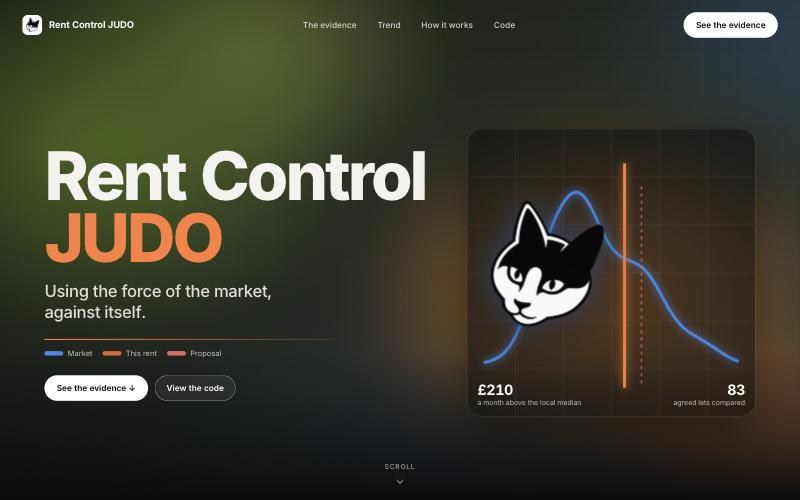 Rent Control JUDO
The evidence
Trend
How it works
Code
See the evidence
Rent Control
JUDO
Using the force of the market,
against itself.
Market
This rent
Proposal
See the evidence ↓
View the code
£210
a month above the local median
83
agreed lets compared
SCROLL